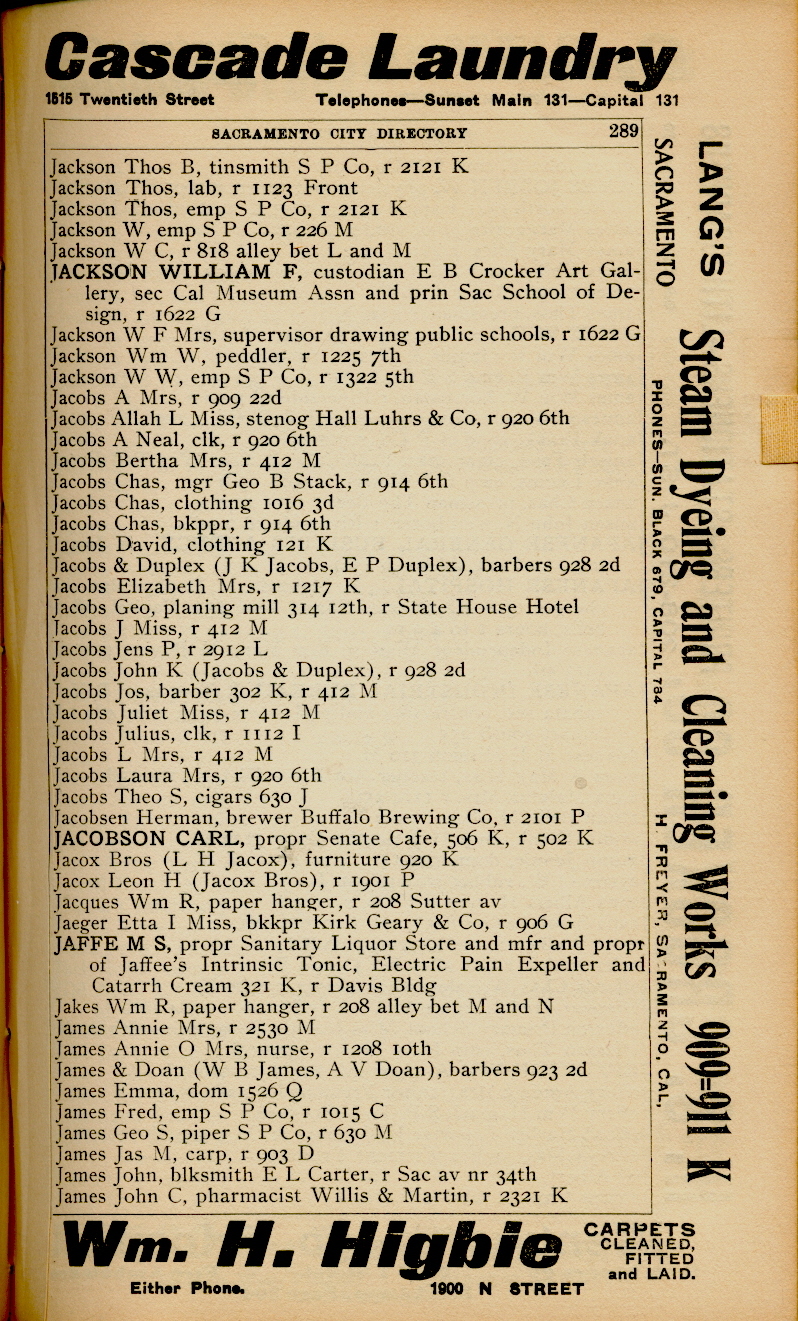 Cascade Laundry
1515 Twentieth Street Telephones—Sunset Main 131—Capital 131
SACRAMENTO CITY DIRECTORY 289
Jackson Thos B, tinsmith S P Co, r 2121 K
Jackson Thos, lab, r 1123 Front
Jackson Thos, emp S P Co, r 2121 K
Jackson W, emp S P Co, r 226 M
Jackson W C, r 818 alley bet L and M
JACKSON WILLIAM F, custodian E B Crocker Art Gal-
lery, sec Cal Museum Assn and prin Sac School of De-
sign, r 1622 G
Jackson W F Mrs, supervisor drawing public schools, r 1622 G
Jackson Wm W, peddler, r 1225 7th
Jackson W W, emp S P Co, r 1322 5th
Jacobs A Mrs, r 909 22d
Jacobs Allah L Miss, stenog Hall Luhrs & Co, r 920 6th
Jacobs A Neal, clk, r 920 6th
Jacobs Bertha Mrs, r 412 M
Jacobs Chas, mgr Geo B Stack, r 914 6th
Jacobs Chas, clothing 1016 3d
Jacobs Chas, bkppr, r 914 6th
Jacobs David, clothing 121 K
Jacobs & Duplex (J K Jacobs, E P Duplex), barbers 928 2d
Jacobs Elizabeth Mrs, r 1217 K
Jacobs Geo, planing mill 314 12th, r State House Hotel
Jacobs J Miss, r 412 M
Jacobs Jens P, r 2912 L
Jacobs John K (Jacobs & Duplex), r 928 2d
Jacobs Jos, barber 302 K, r 412 M
Jacobs Juliet Miss, r 412 M
Jacobs Julius, clk, r 1112 I
Jacobs L Mrs, r 412 M
Jacobs Laura Mrs, r 920 6th
Jacobs Theo S, cigars 630 J
Jacobsen Herman, brewer Buffalo Brewing Co, r 2101 P
JACOBSON CARL, propr Senate Cafe, 506 K, r 502 K
Jacox Bros (L H Jacox), furniture 920 K
Jacox Leon H (Jacox Bros), r 1901 P
Jacques Wm R, paper hanger, r 208 Sutter av
Jaeger Etta I Miss, bkkpr Kirk Geary & Co, r 906 G
JAFFE M S, propr Sanitary Liquor Store and mfr and propr
of Jaffee's Intrinsic Tonic, Electric Pain Expeller and
Catarrh Cream 321 K, r Davis Bldg
Jakes Wm R, paper hanger, r 208 alley bet M and N
James Annie Mrs, r 2530 M
James Annie O Mrs, nurse, r 1208 10th
James & Doan (W B James, A V Doan), barbers 923 2d
James Emma, dom 1526 Q
James Fred, emp S P Co, r 1015 C
James Geo S, piper S P Co, r 630 M
James Jas M, carp, r 903 D
James John, blksmith E L Carter, r Sac av nr 34th
James John C, pharmacist Willis & Martin, r 2321 K
LANG'S Steam Dyeing and Cleaning Works 909=911 K
SACRAMENTO PHONES—SUN. BLACK 679, CAPITAL 784 H. FREYER, SACRAMENTO, CAL,
Wm. H. Higbie
CARPETS
CLEANED,
FITTED
and LAID.
Either Phone. 1900 N STREET